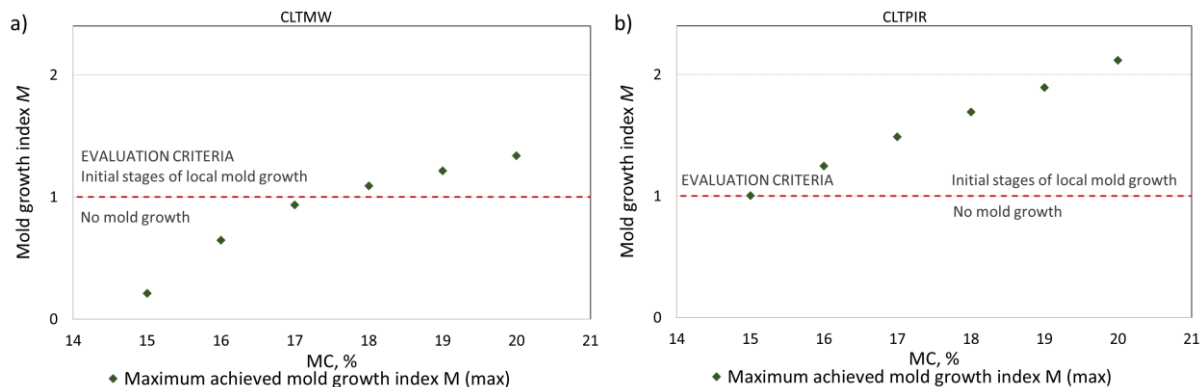 a)
CLTMW
Mold growth index M
2
1
0
EVALUATION CRITERIA
Initial stages of local mold growth
No mold growth
14 15 16 17 18 19 20 21
MC, %
Maximum achieved mold growth index M (max)
b)
CLTPIR
Mold growth index M
2
1
0
EVALUATION CRITERIA
Initial stages of local mold growth
No mold growth
14 15 16 17 18 19 20 21
MC, %
Maximum achieved mold growth index M (max)